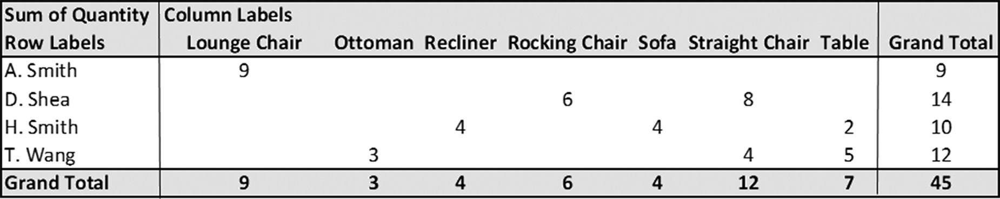 Sum of Quantity Column Labels
Row Labels Lounge Chair Ottoman Recliner Rocking Chair Sofa Straight Chair Table Grand Total
A. Smith 9 9
D. Shea 6 8 14
H. Smith 4 4 2 10
T. Wang 3 4 5 12
Grand Total 9 3 4 6 4 12 7 45